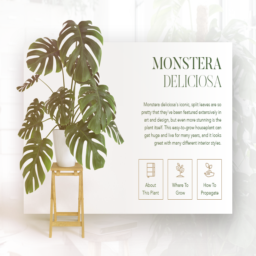 MONSTERA
DELICIOSA
Monstera deliciosa's iconic, split leaves are so
pretty that they've been featured extensively in
art and design, but even more stunning is the
plant itself. This easy-to-grow houseplant can
get huge and live for many years, and it looks
great with many different interior styles.
About
This Plant
Where To
Grow
How To
Propagate